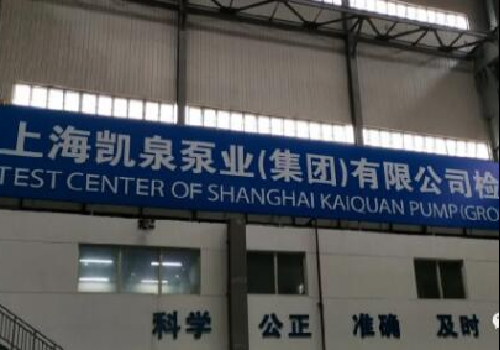 上海凯泉泵业(集团)有限公司检
TEST CENTER OF SHANGHAI KAIQUAN PUMP(GRO
科学 公正 准确 及时